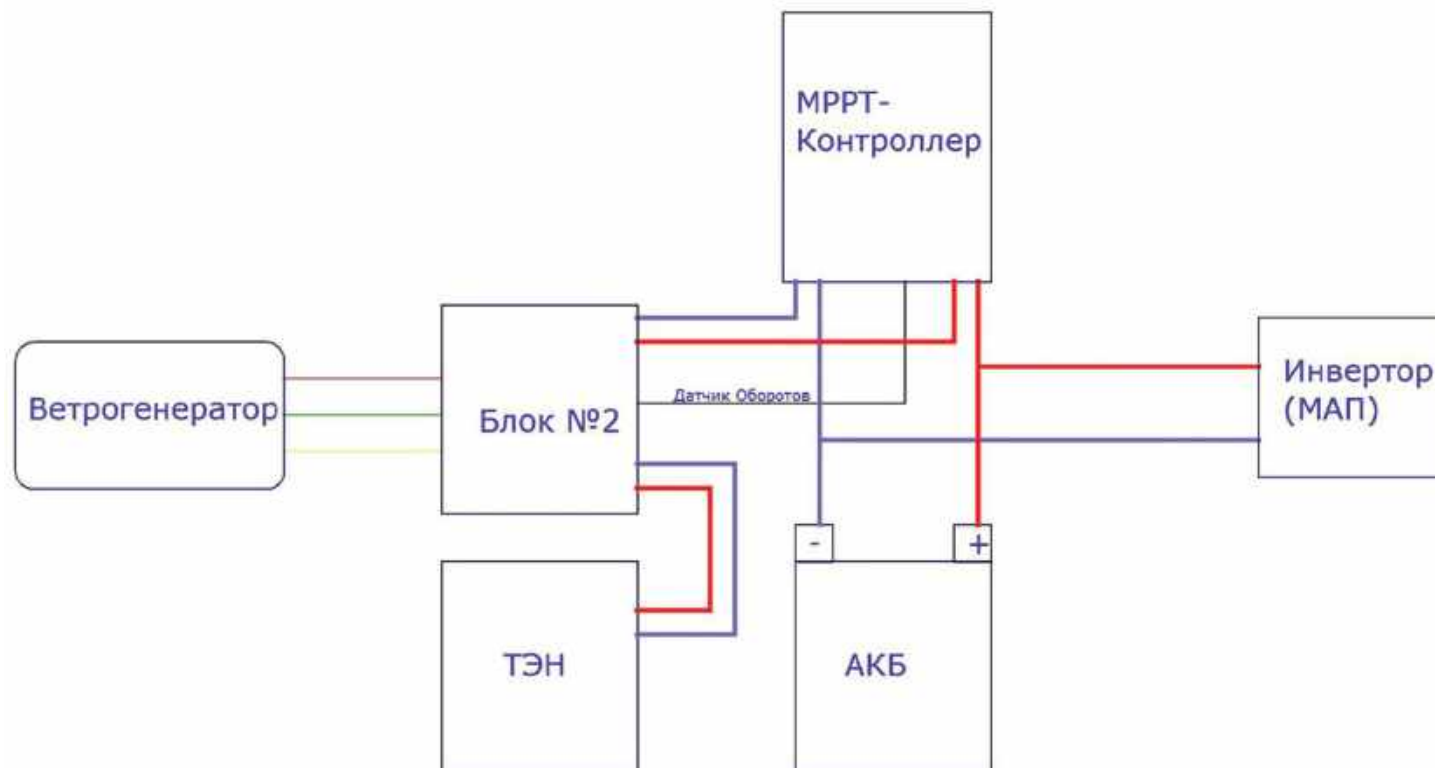 МРРТ-
Контроллер
Ветрогенератор
Блок №2
Датчик Оборотов
Инвертор
(МАП)
-
+
ТЭН
АКБ